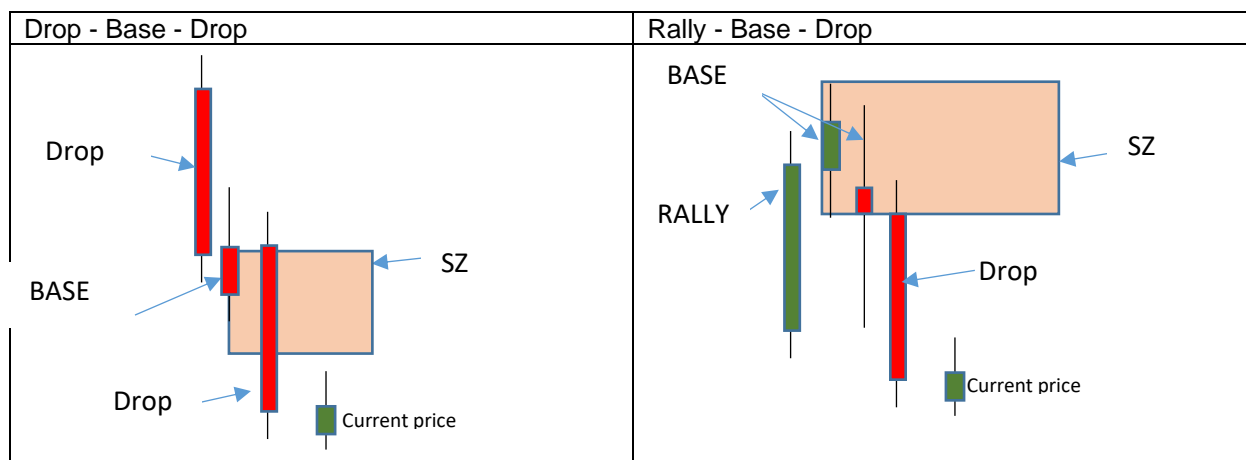 Drop - Base - Drop
Drop
BASE
SZ
Drop
Current price
Rally - Base - Drop
BASE
SZ
RALLY
Drop
Current price